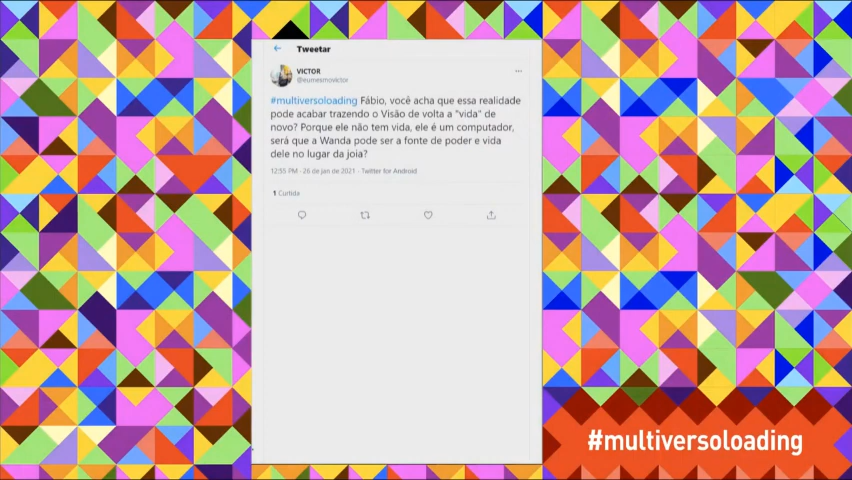 Tweetar
VICTOR
@eumesmovictor
#multiversoloading Fábio, você acha que essa realidade
pode acabar trazendo o Visão de volta a "vida" de
novo? Porque ele não tem vida, ele é um computador,
será que a Wanda pode ser a fonte de poder e vida
dele no lugar da joia?
12:55 PM · 26 de jan de 2021 · Twitter for Android
1 Curtida
#multiversoloading